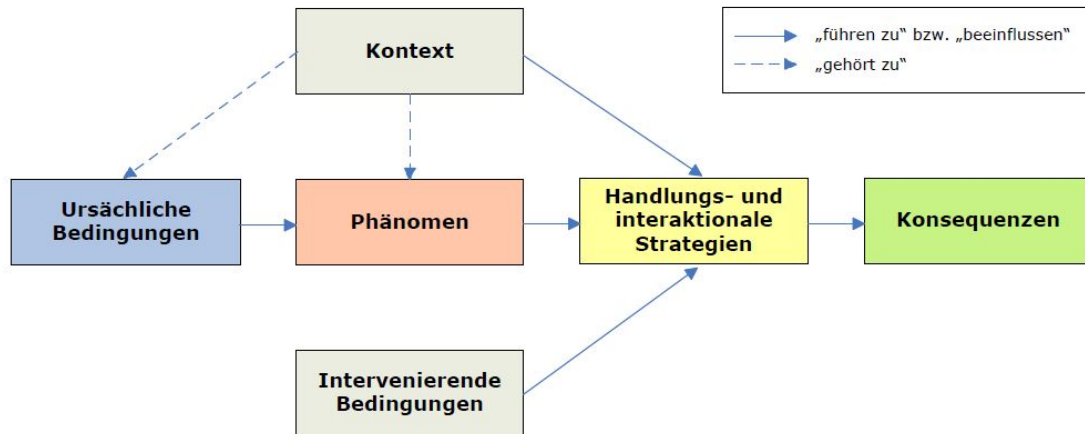 Kontext
„führen zu“ bzw. „beeinflussen“
„gehört zu“
Ursächliche
Bedingungen
Phänomen
Handlungs- und
interaktionale
Strategien
Konsequenzen
Intervenierende
Bedingungen